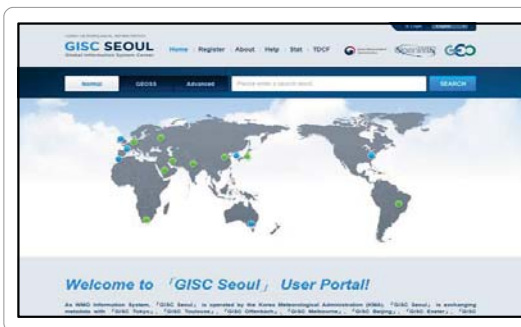 GISC SEOUL
Global Information System Center
Home Register About Help Stat TDCF
GEO
Normal GEOSS Advanced Please enter a search word. SEARCH
Welcome to 「GISC Seoul」 User Portal!
As WMO Information System, 「GISC Seoul」 is operated by the Korea Meteorological Administration (KMA). 「GISC Seoul」 is exchanging
metadata with 「GISC Tokyo」, 「GISC Toulouse」, 「GISC Offenbach」, 「GISC Melbourne」, 「GISC Beijing」, 「GISC Exeter」, 「GISC